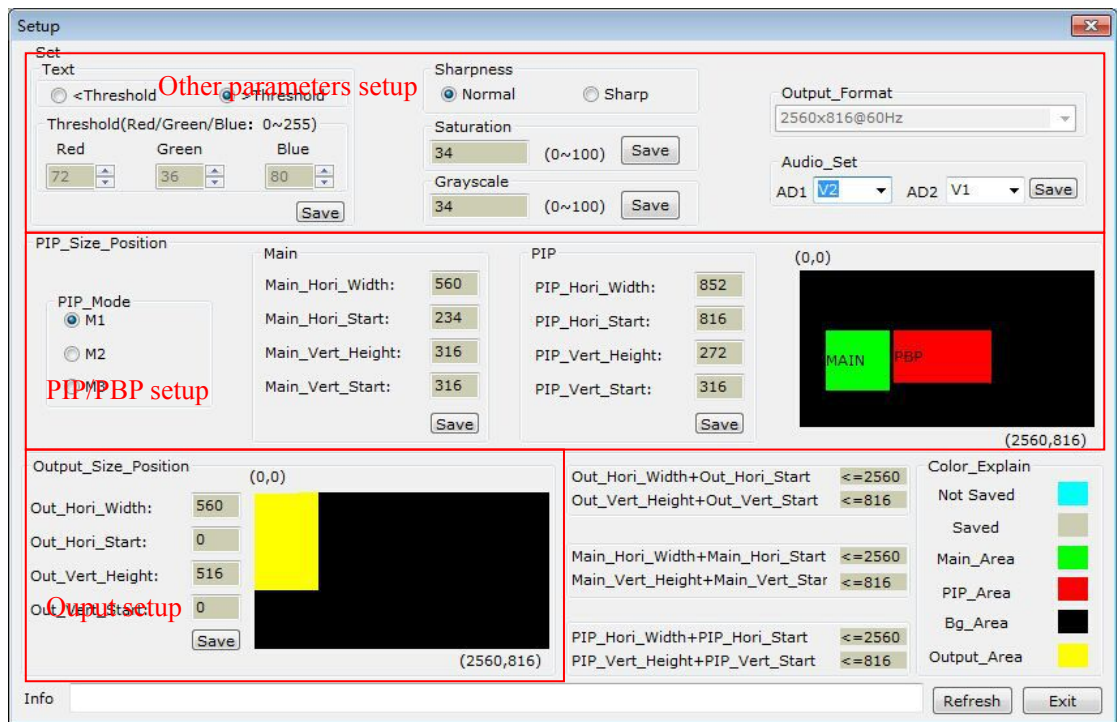 Setup
Set
Text
<Threshold
>Threshold
Other parameters setup
Threshold(Red/Green/Blue: 0~255)
Red Green Blue
72 36 80
Save
Sharpness
Normal Sharp
Saturation
34 (0~100) Save
Grayscale
34 (0~100) Save
Output_Format
2560x816@60Hz
Audio_Set
AD1 V2 AD2 V1 Save
PIP_Size_Position
PIP_Mode
M1
M2
M3
PIP/PBP setup
Main
Main_Hori_Width: 560
Main_Hori_Start: 234
Main_Vert_Height: 316
Main_Vert_Start: 316
Save
PIP
PIP_Hori_Width: 852
PIP_Hori_Start: 816
PIP_Vert_Height: 272
PIP_Vert_Start: 316
Save
(0,0)
MAIN PBP
(2560,816)
Output_Size_Position
Out_Hori_Width: 560
Out_Hori_Start: 0
Out_Vert_Height: 516
Out_Vert_Start: 0
Ouput setup
Save
(0,0)
(2560,816)
Out_Hori_Width+Out_Hori_Start <=2560
Out_Vert_Height+Out_Vert_Start <=816
Main_Hori_Width+Main_Hori_Start <=2560
Main_Vert_Height+Main_Vert_Star <=816
PIP_Hori_Width+PIP_Hori_Start <=2560
PIP_Vert_Height+PIP_Vert_Start <=816
Color_Explain
Not Saved
Saved
Main_Area
PIP_Area
Bg_Area
Output_Area
Info
Refresh Exit